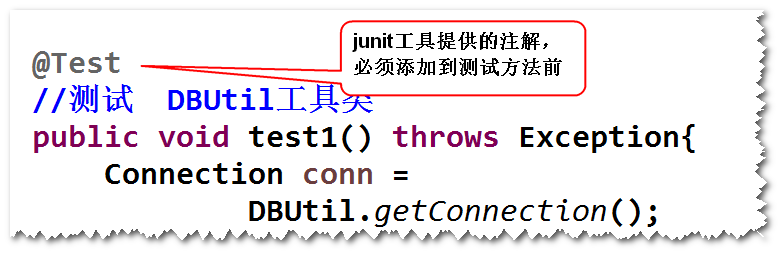 junit工具提供的注解，
必须添加到测试方法前
@Test
//测试 DBUtil工具类
public void test1() throws Exception{
Connection conn =
DBUtil.getConnection();